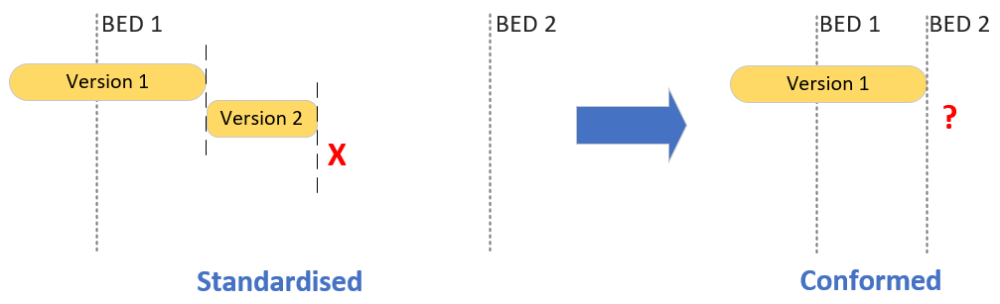 BED 1
BED 2
BED 1
BED 2
Version 1
Version 1
Version 2
?
X
Standardised
Conformed